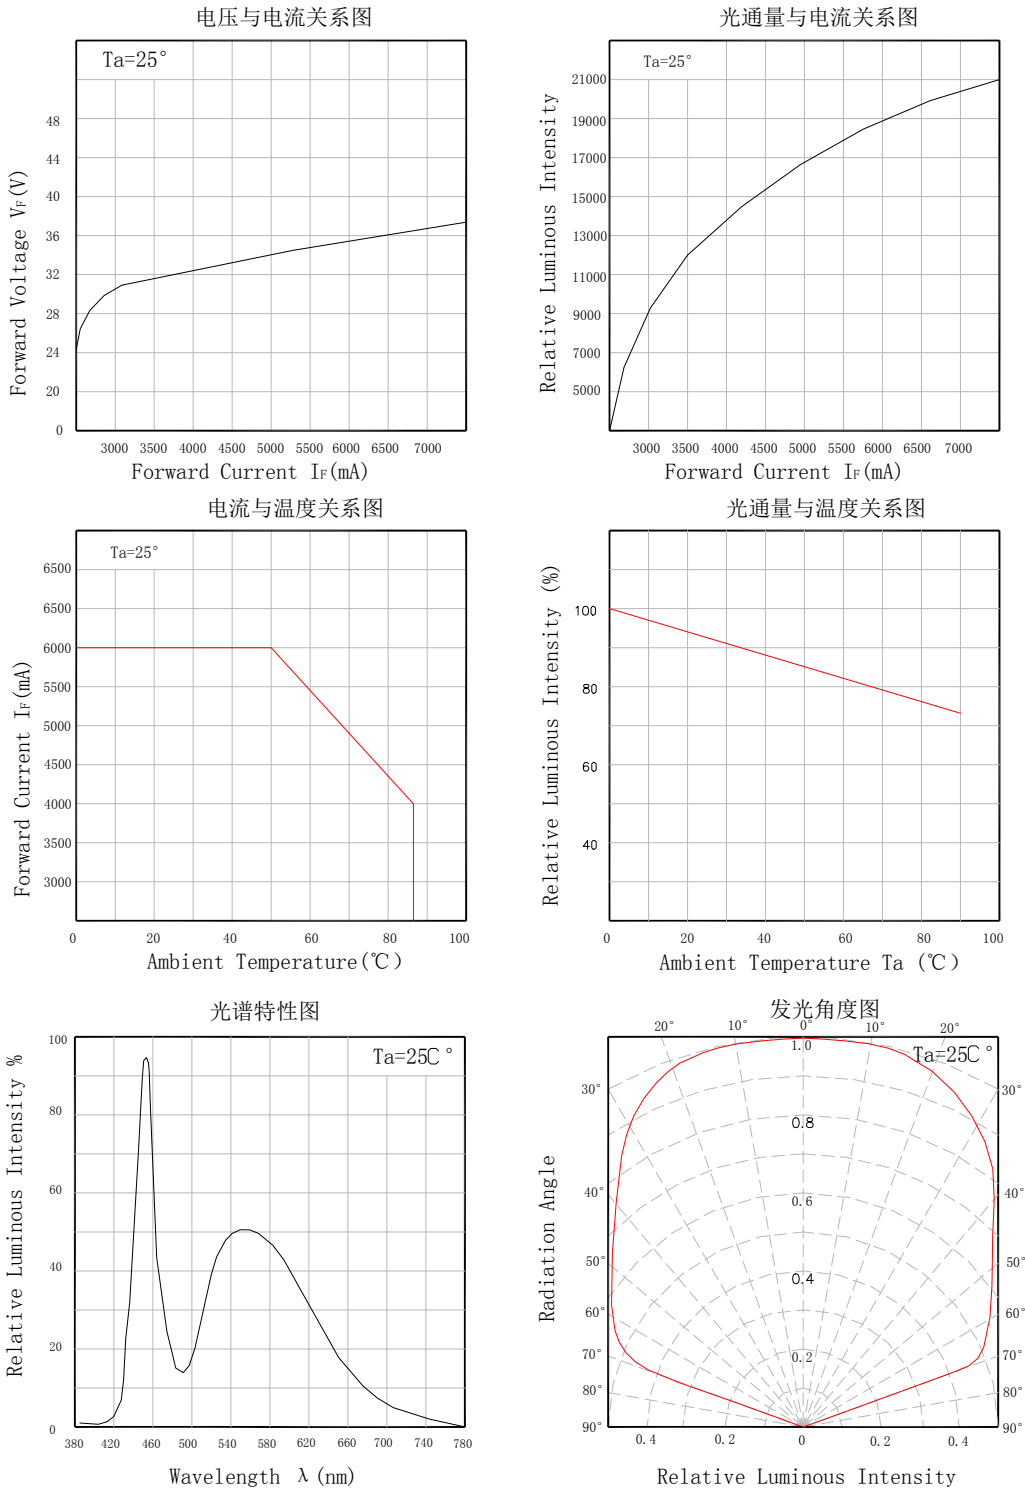 电压与电流关系图
Ta=25°
Forward Voltage VF(V)
48
44
40
36
32
28
24
20
0
3000 3500 4000 4500 5000 5500 6000 6500 7000
Forward Current IF(mA)
光通量与电流关系图
Ta=25°
Relative Luminous Intensity
21000
19000
17000
15000
13000
11000
9000
7000
5000
3000 3500 4000 4500 5000 5500 6000 6500 7000
Forward Current IF(mA)
电流与温度关系图
Ta=25°
Forward Current IF(mA)
6500
6500
6000
5500
5000
4500
4000
3500
3000
0 20 40 60 80 100
Ambient Temperature(℃)
光通量与温度关系图
Relative Luminous Intensity (%)
100
80
60
40
0 20 40 60 80 100
Ambient Temperature Ta (℃)
光谱特性图
Ta=25C°
Relative Luminous Intensity %
100
80
60
40
20
0
380 420 460 500 540 580 620 660 700 740 780
Wavelength λ (nm)
发光角度图
20° 10° 0° 10° 20°
Ta=25C°
1.0
30° 30°
0.8
40° 0.6 40°
50° 0.4 50°
60° 60°
70° 0.2 70°
80° 80°
90° 90°
0.4 0.2 0 0.2 0.4
Radiation Angle
Relative Luminous Intensity